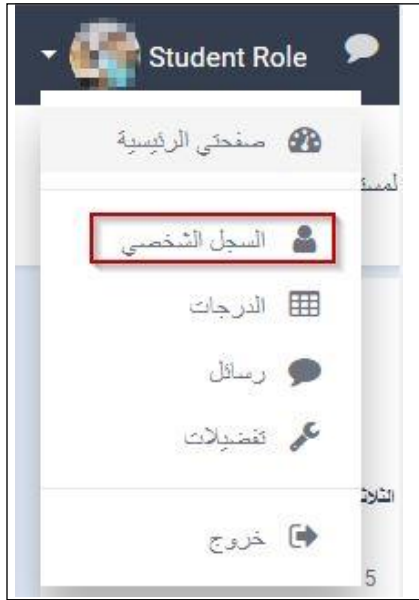 Student Role
صفحتي الرئيسية
السجل الشخصي
الدرجات
رسائل
تفضيلات
خروج
5